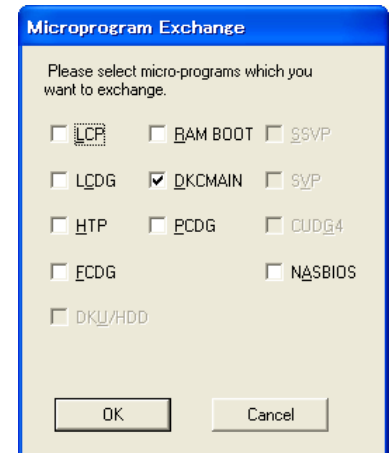 Microprogram Exchange
Please select micro-programs which you
want to exchange.
LCP RAM BOOT SSVP
LCDG DKCMAIN SVP
HTP PCDG CUDG4
FCDG NASBIOS
DKU/HDD
OK Cancel